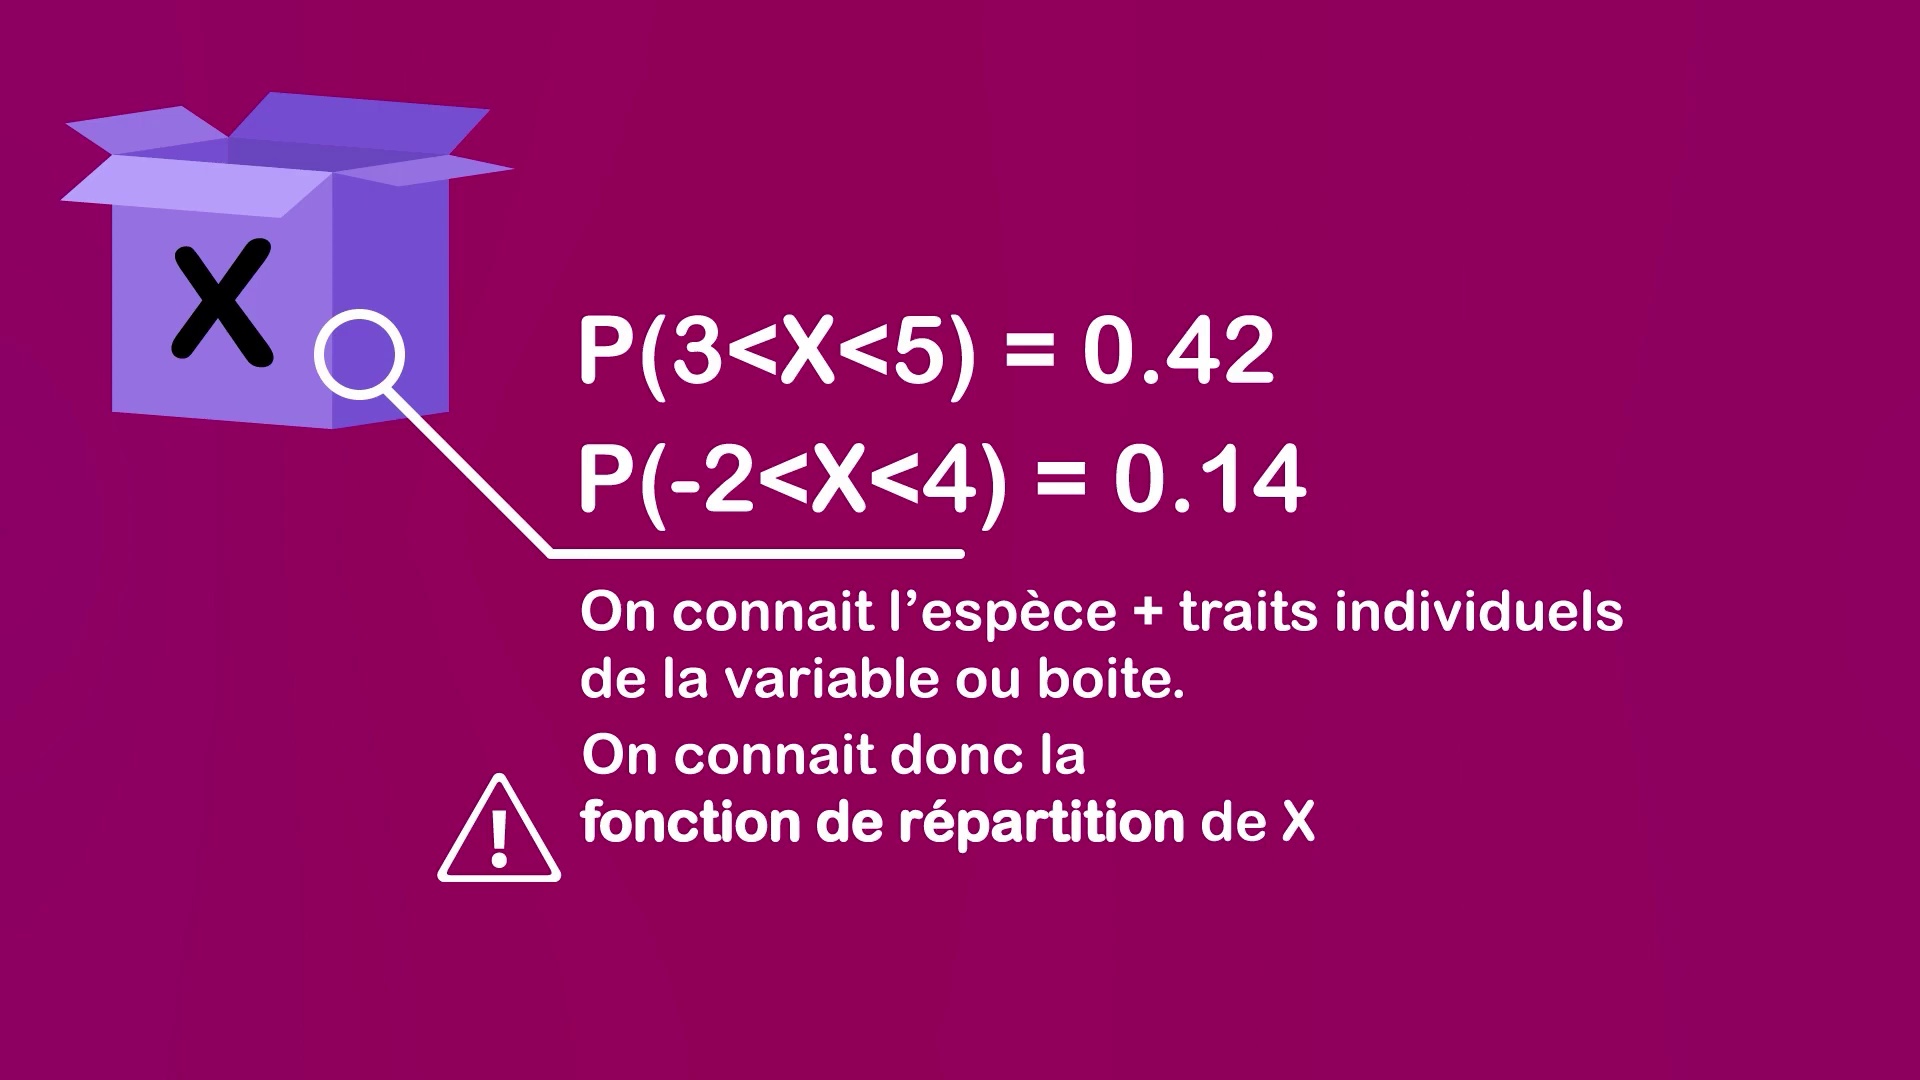 X
P(3<X<5) = 0.42
P(-2<X<4) = 0.14
On connait l’espèce + traits individuels
de la variable ou boite.
On connait donc la
fonction de répartition de X
!